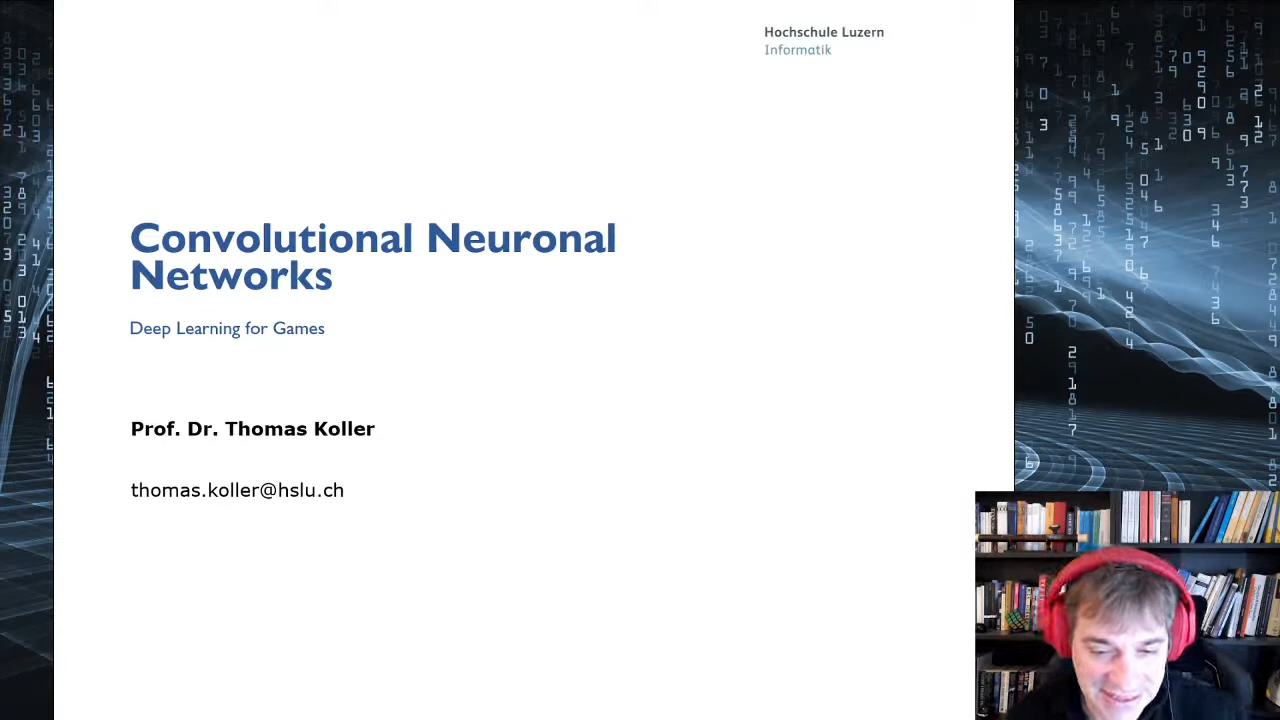 Hochschule Luzern
Informatik
Convolutional Neuronal
Networks
Deep Learning for Games
Prof. Dr. Thomas Koller
thomas.koller@hslu.ch